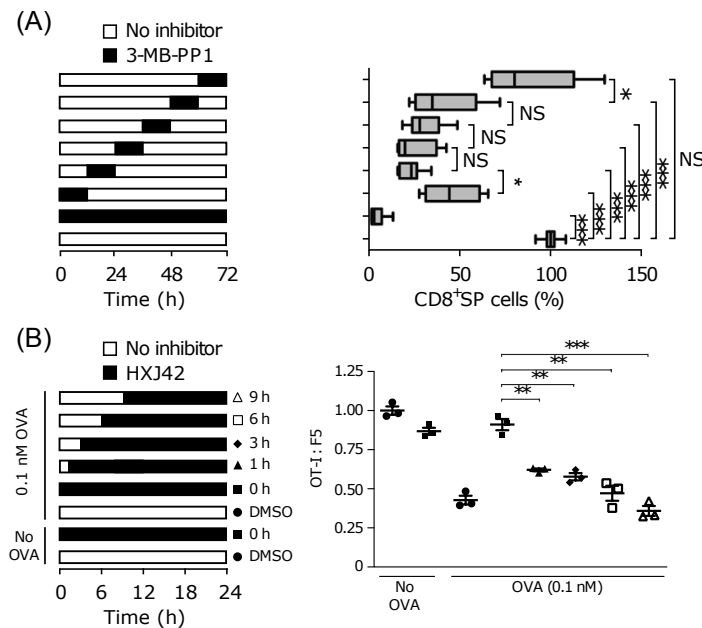 (A)
No inhibitor
3-MB-PP1
0 24 48 72
Time (h)
NS
NS
NS
*
*
***
***
***
***
***
***
NS
0 50 100 150
CD8+SP cells (%)
(B)
No inhibitor
HXJ42
0.1 nM OVA
No
OVA
9 h
6 h
3 h
1 h
0 h
DMSO
0 h
DMSO
0 6 12 18 24
Time (h)
OT-I: F5
1.25
1.00
0.75
0.50
0.25
0
***
**
**
**
No
OVA
OVA (0.1 nM)